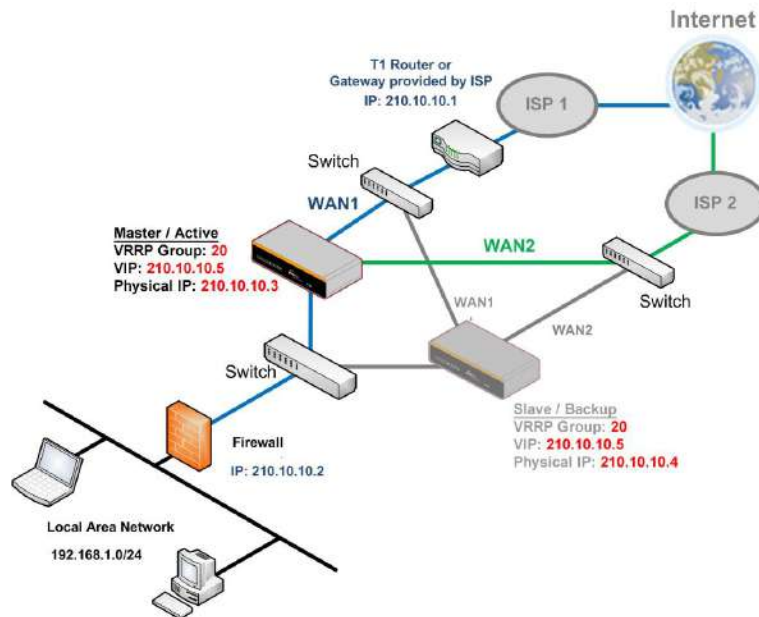 Internet
T1 Router or
Gateway provided by ISP
IP: 210.10.10.1
ISP 1
Switch
WAN1
ISP 2
Master / Active
VRRP Group: 20
VIP: 210.10.10.5
Physical IP: 210.10.10.3
WAN2
Switch
WAN1
WAN2
Switch
Slave / Backup
VRRP Group: 20
VIP: 210.10.10.5
Physical IP: 210.10.10.4
Firewall
IP: 210.10.10.2
Local Area Network
192.168.1.0/24